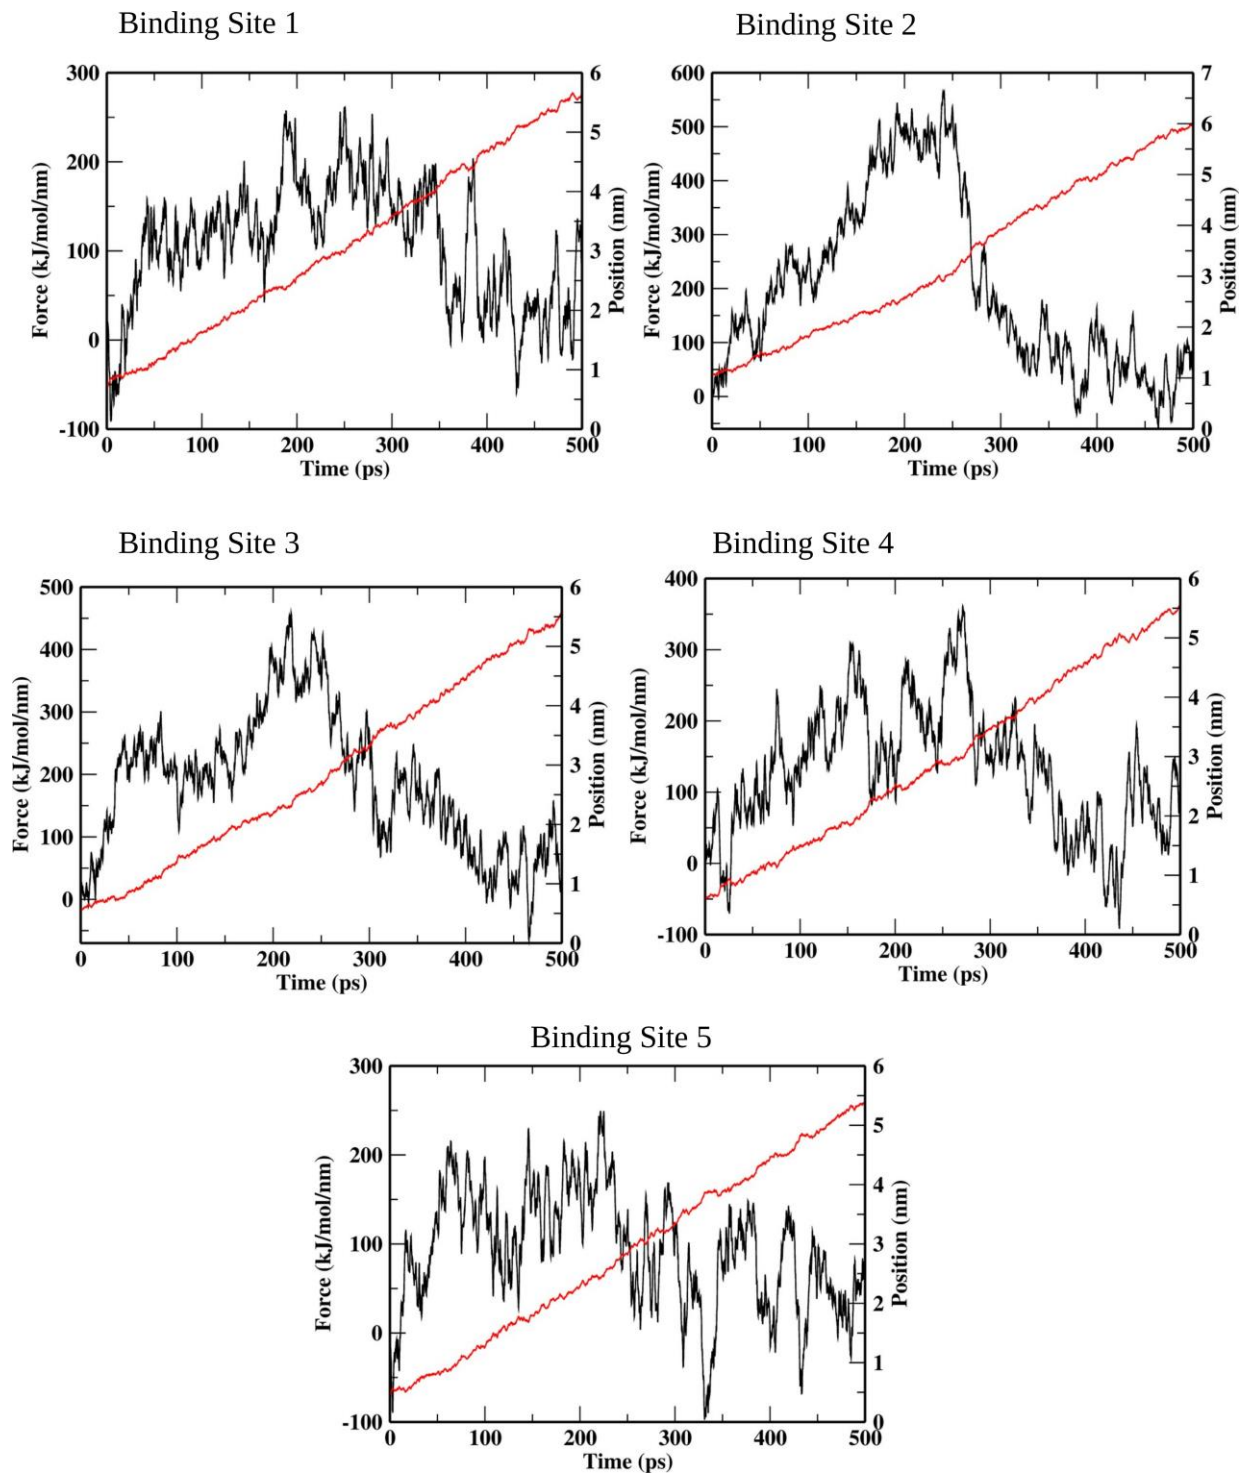 Binding Site 1
Binding Site 2
300
200
100
0
-100
Force (kJ/mol/nm)
6
5
4
3
2
1
0
Position (nm)
0 100 200 300 400 500
Time (ps)
600
500
400
300
200
100
0
Force (kJ/mol/nm)
7
6
5
4
3
2
1
0
Position (nm)
0 100 200 300 400 500
Time (ps)
Binding Site 3
Binding Site 4
500
400
300
200
100
0
Force (kJ/mol/nm)
6
5
4
3
2
1
0
Position (nm)
0 100 200 300 400 500
Time (ps)
400
300
200
100
0
-100
Force (kJ/mol/nm)
6
5
4
3
2
1
0
Position (nm)
0 100 200 300 400 500
Time (ps)
Binding Site 5
300
200
100
0
-100
Force (kJ/mol/nm)
6
5
4
3
2
1
0
Position (nm)
0 100 200 300 400 500
Time (ps)